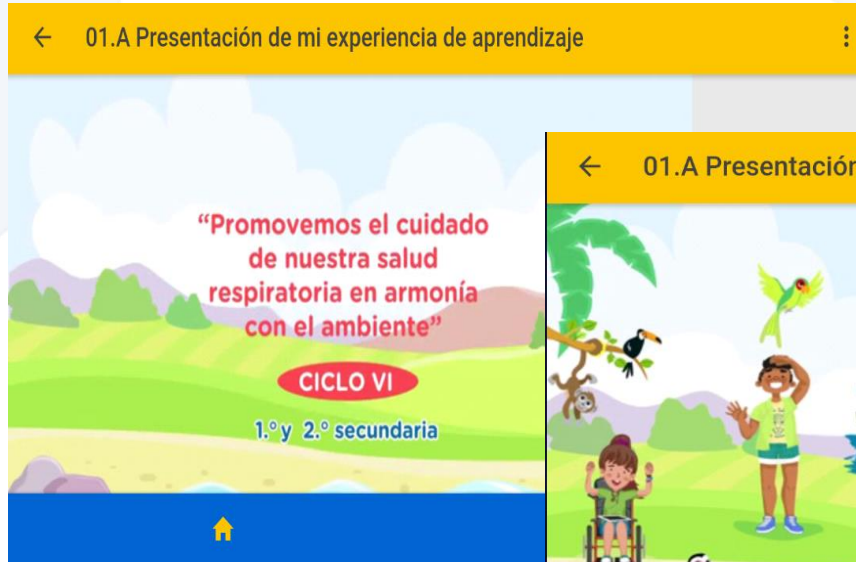 01.A Presentación de mi experiencia de aprendizaje
“Promovemos el cuidado
de nuestra salud
respiratoria en armonía
con el ambiente”
CICLO VI
1.° y 2.° secundaria
01.A Presentación